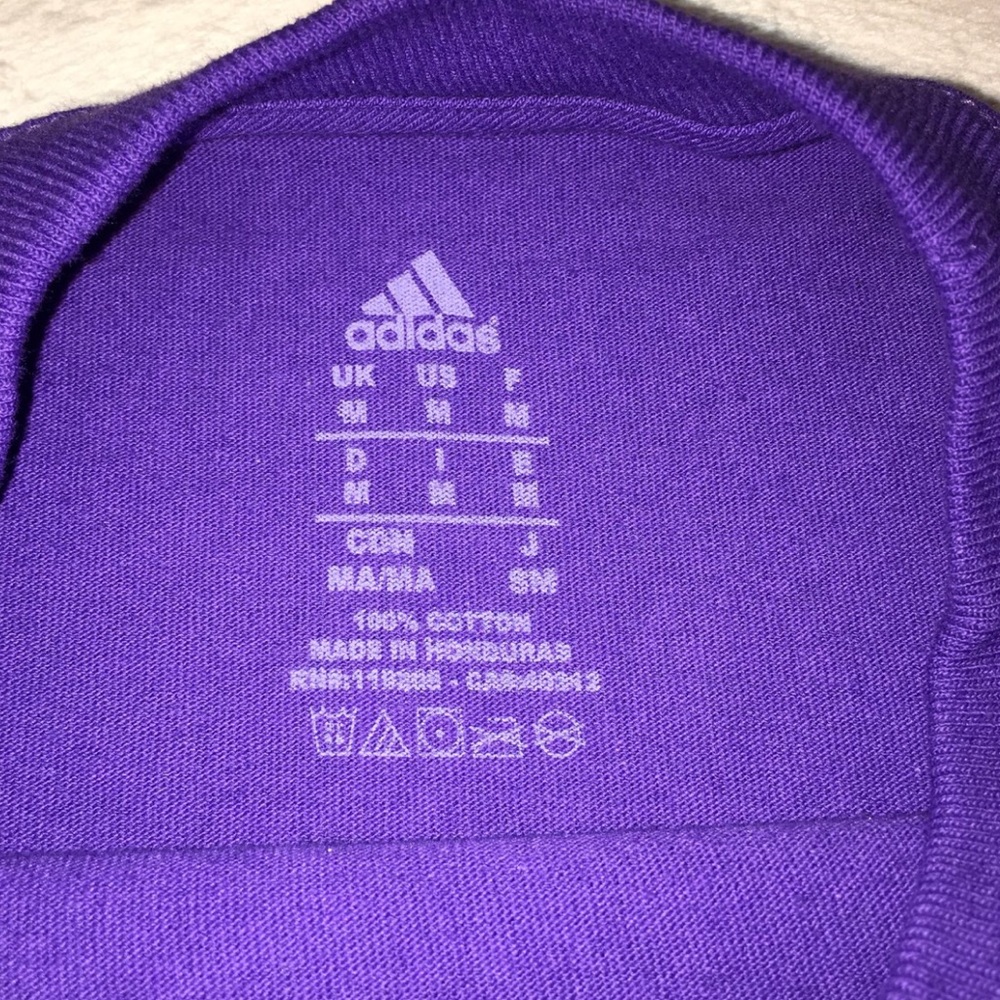 adidas
UK US F
M M M
D I E
M M M
CDN J
MA/MA SM
100% COTTON
MADE IN HONDURAS